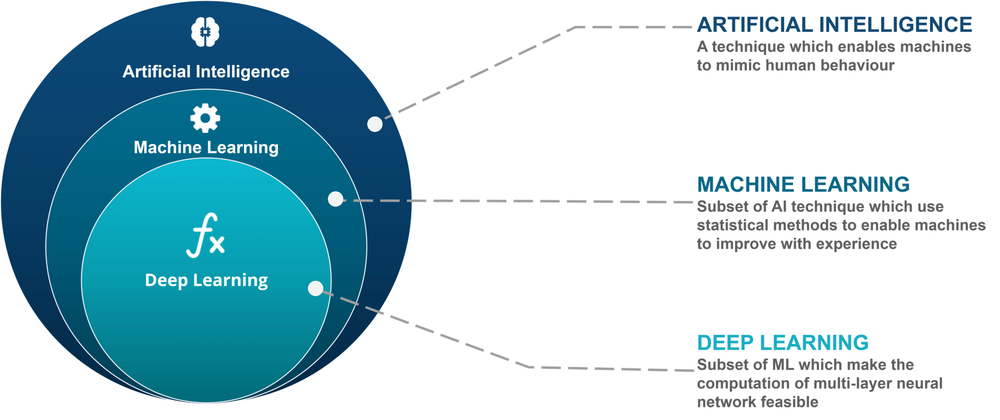 Artificial Intelligence
Machine Learning
fx
Deep Learning
ARTIFICIAL INTELLIGENCE
A technique which enables machines
to mimic human behaviour
MACHINE LEARNING
Subset of AI technique which use
statistical methods to enable machines
to improve with experience
DEEP LEARNING
Subset of ML which make the
computation of multi-layer neural
network feasible